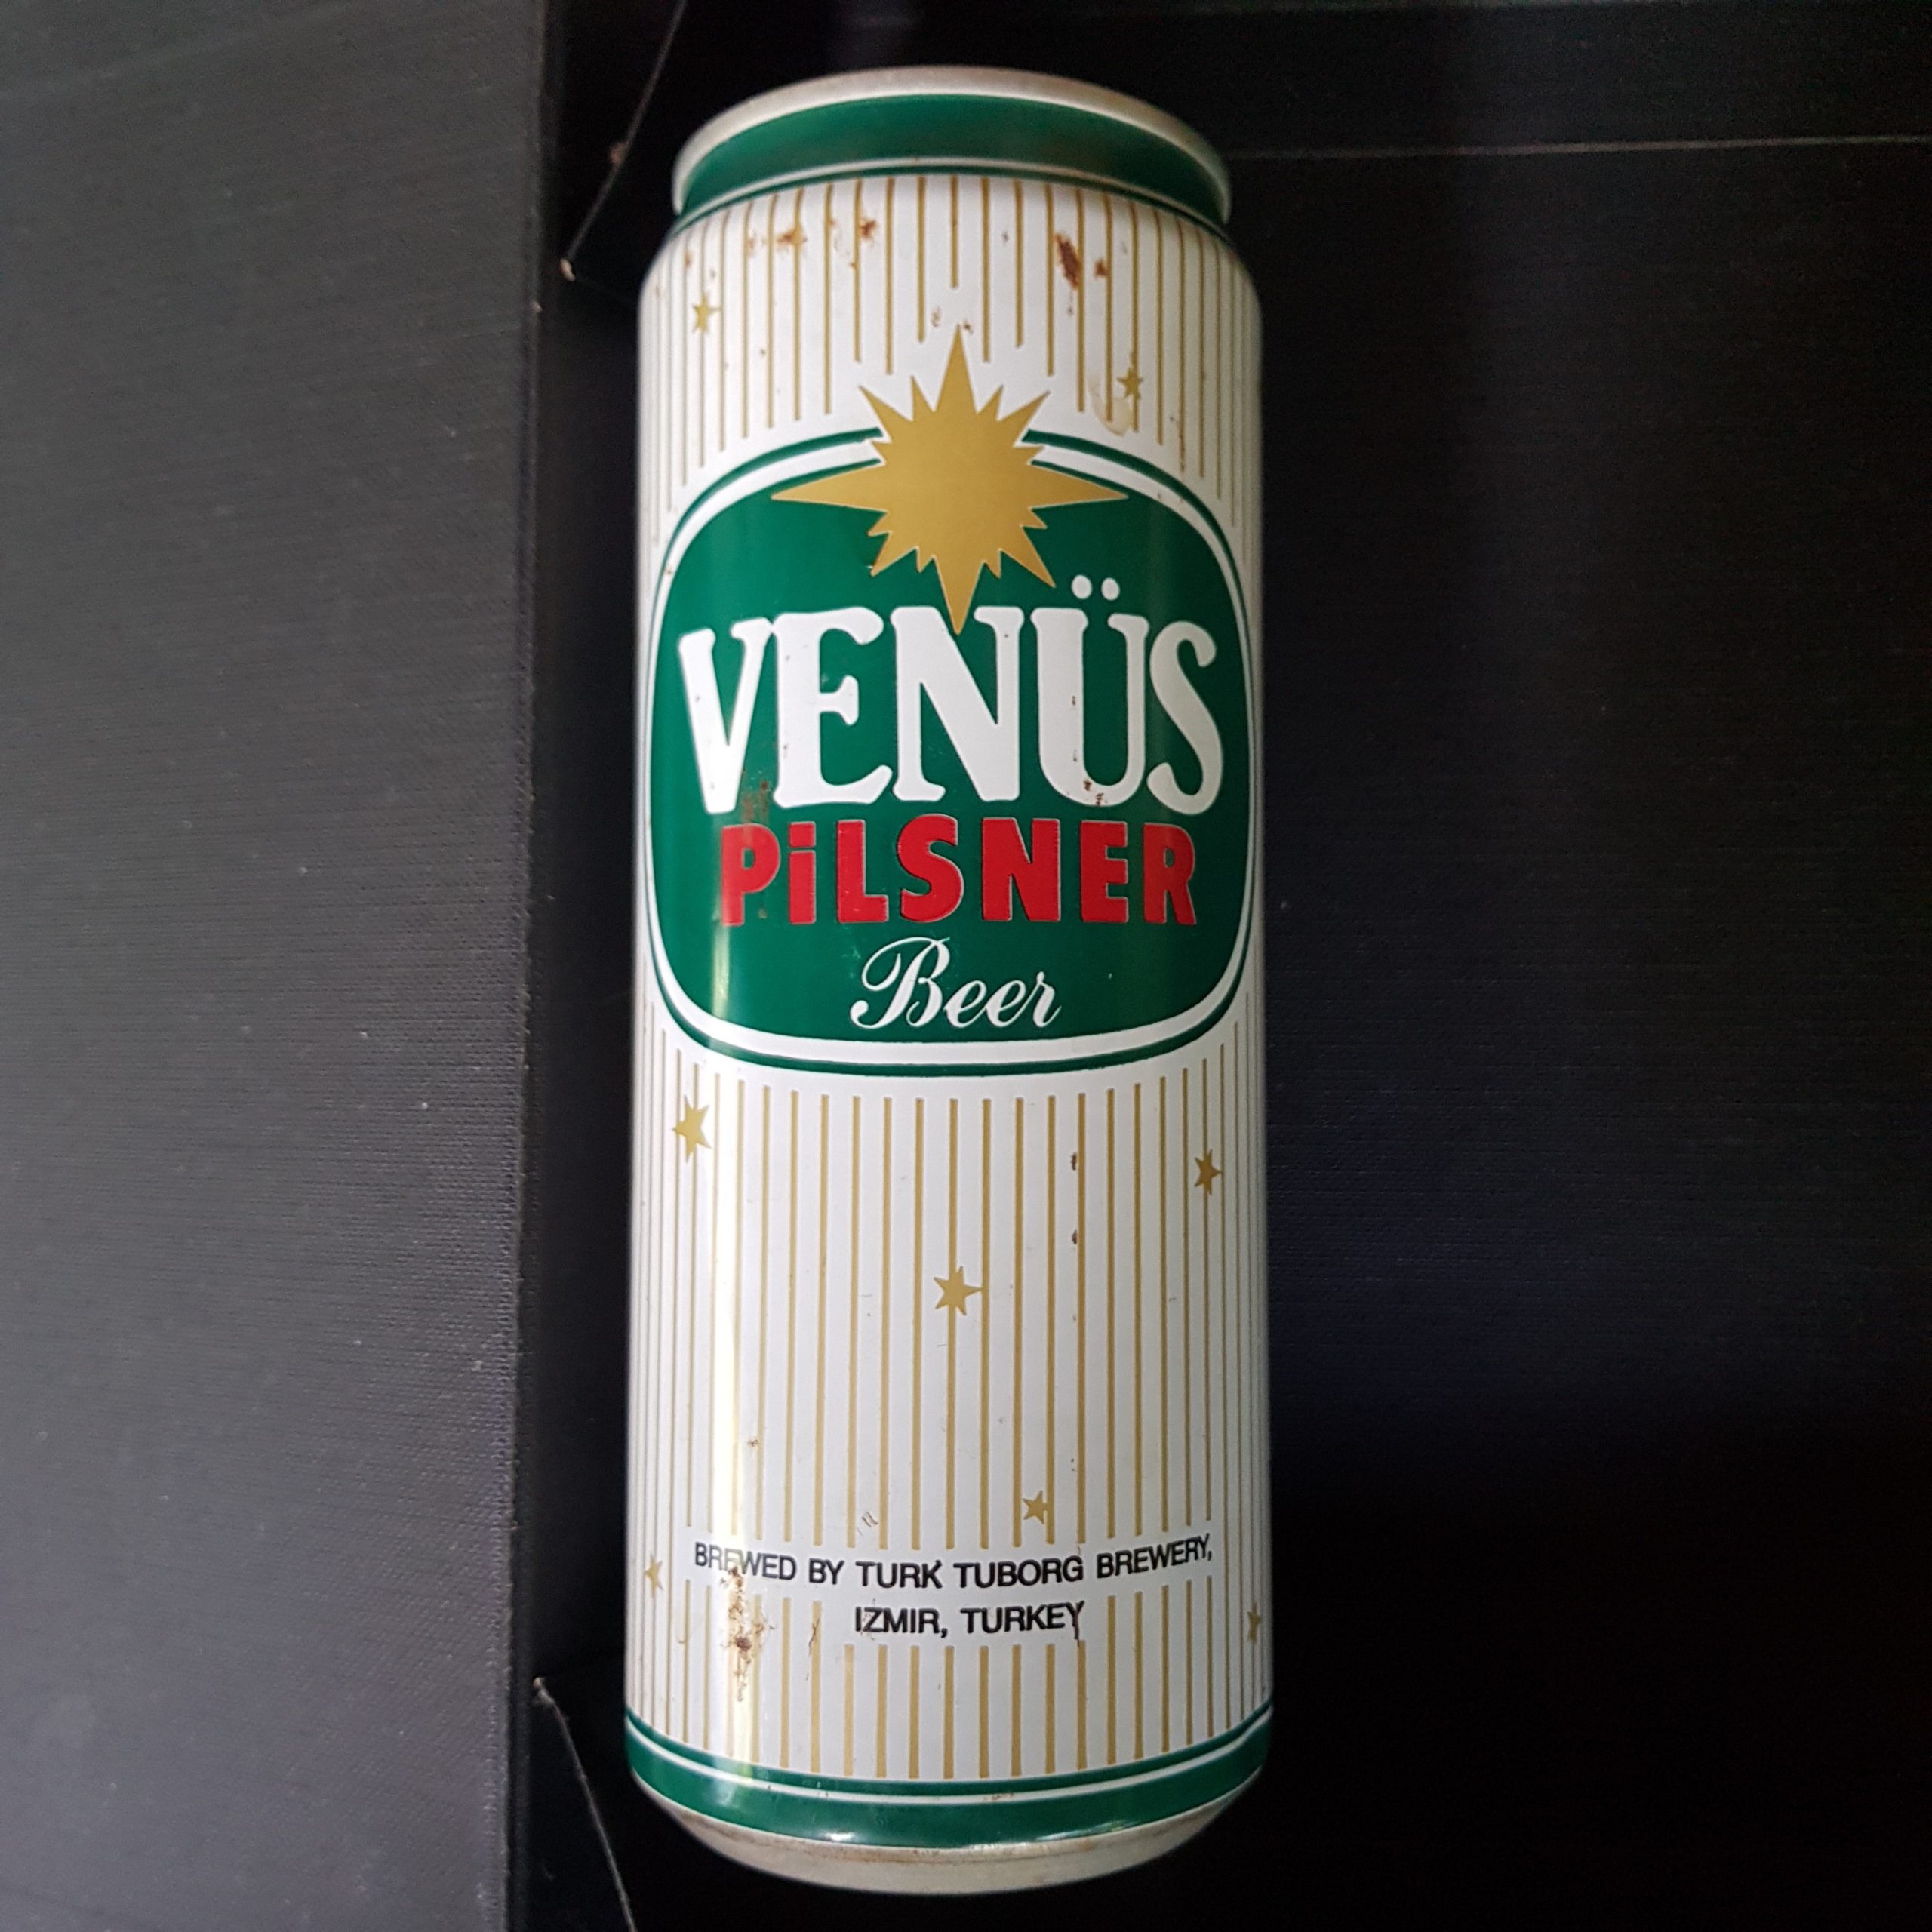 VENÜS
PiLSNER
Beer
BREWED BY TURK TUBORG BREWERY,
IZMIR, TURKEY